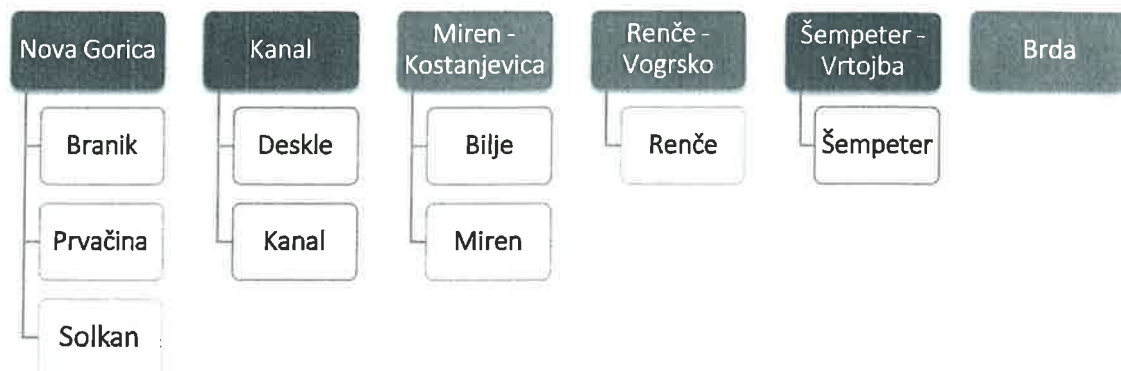 Nova Gorica
Kanal
Miren -
Kostanjevica
Renče -
Vogrsko
Šempeter -
Vrtojba
Brda
Branik
Deskle
Bilje
Renče
Šempeter
Prvačina
Kanal
Miren
Solkan